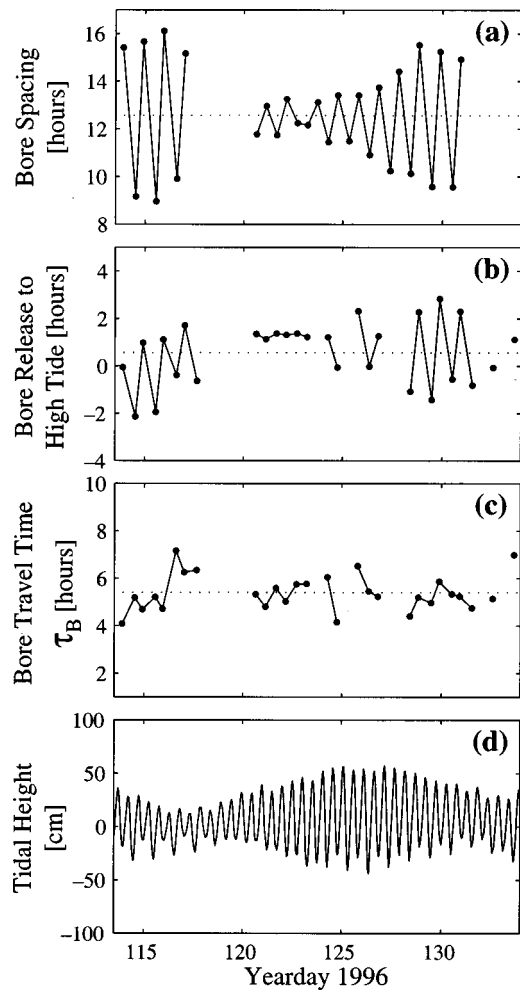 (a)
Bore Spacing
[hours]
16
14
12
10
8
(b)
Bore Release to
High Tide [hours]
4
2
0
−2
−4
(c)
Bore Travel Time
τB [hours]
10
8
6
4
2
(d)
Tidal Height
[cm]
100
50
0
−50
−100
115
120
125
130
Yearday 1996